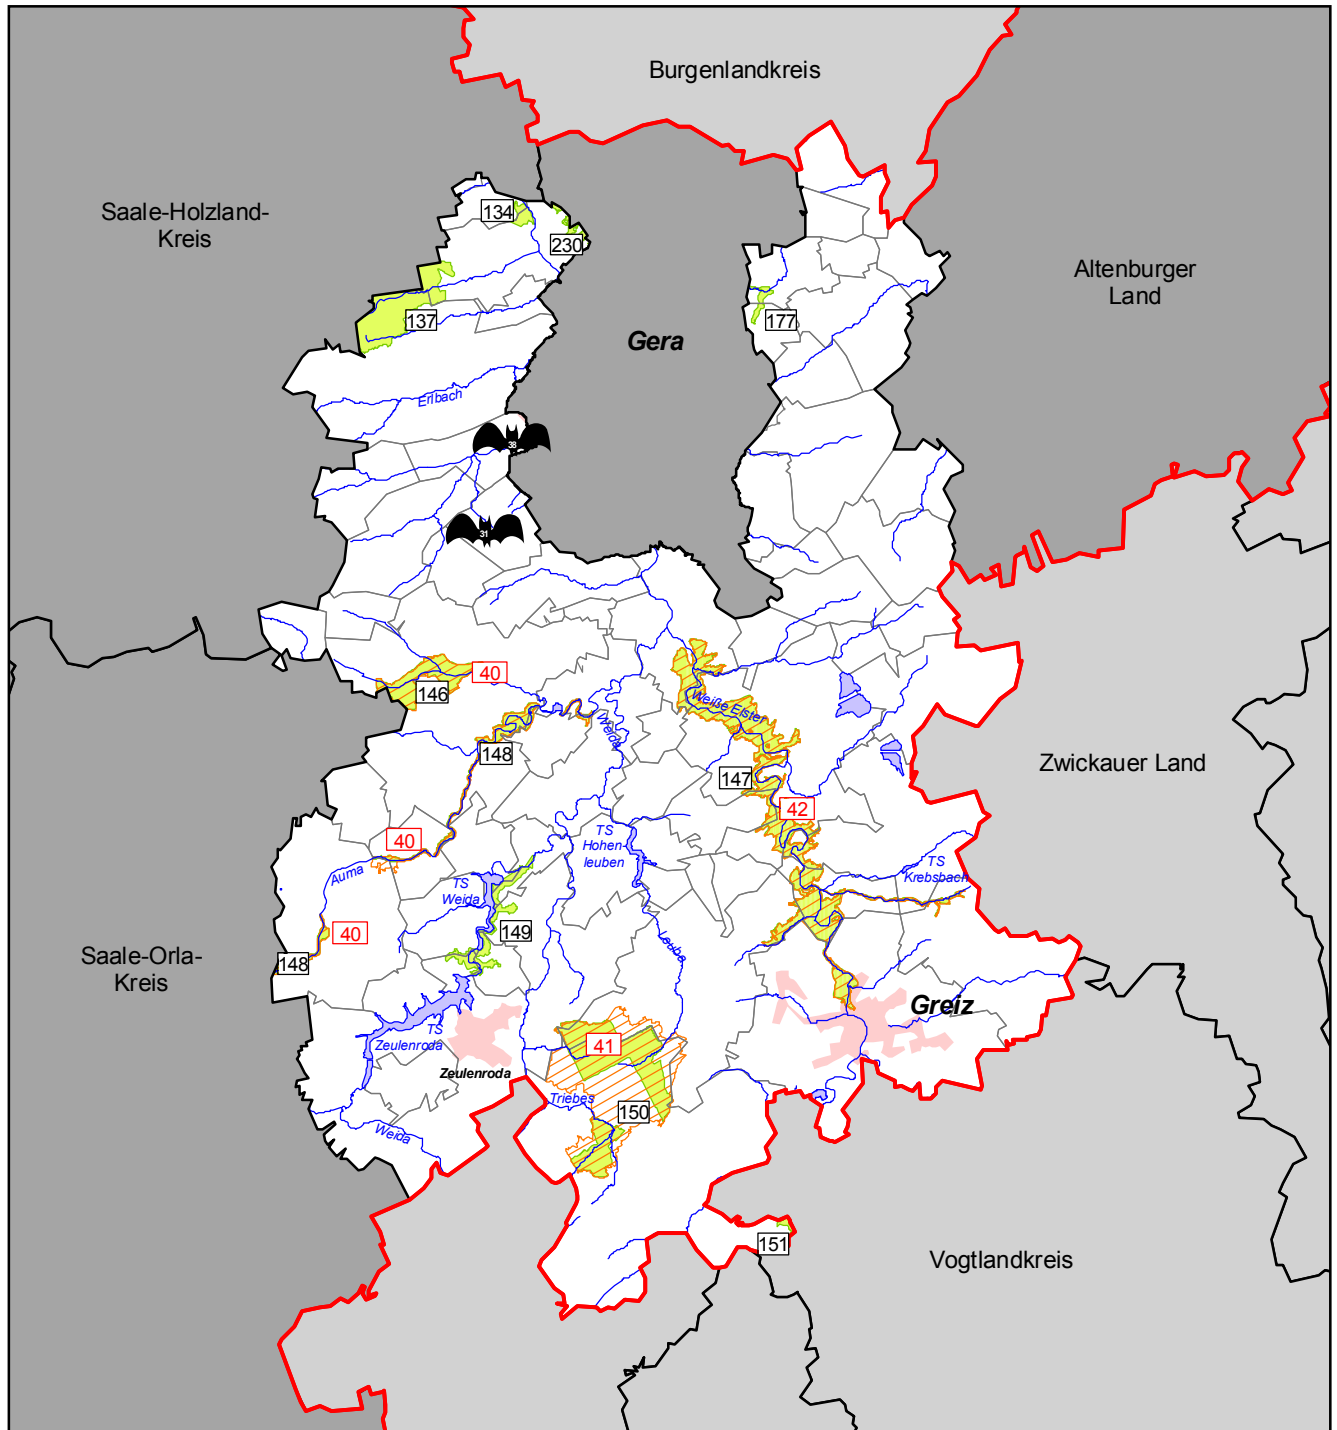 Burgenlandkreis
Saale-Holzland-
Kreis
134
230
Altenburger
Land
137
177
Gera
Erlbach
38
31
40
146
Weiße Elster
Weida
148
147
Zwickauer Land
42
40
TS
Hohen-
leuben
Auma
TS
Weida
TS
Krebsbach
40
149
Leuba
148
Saale-Orla-
Kreis
Greiz
TS
Zeulenroda
41
Zeulenroda
Triebes
150
Weida
151
Vogtlandkreis